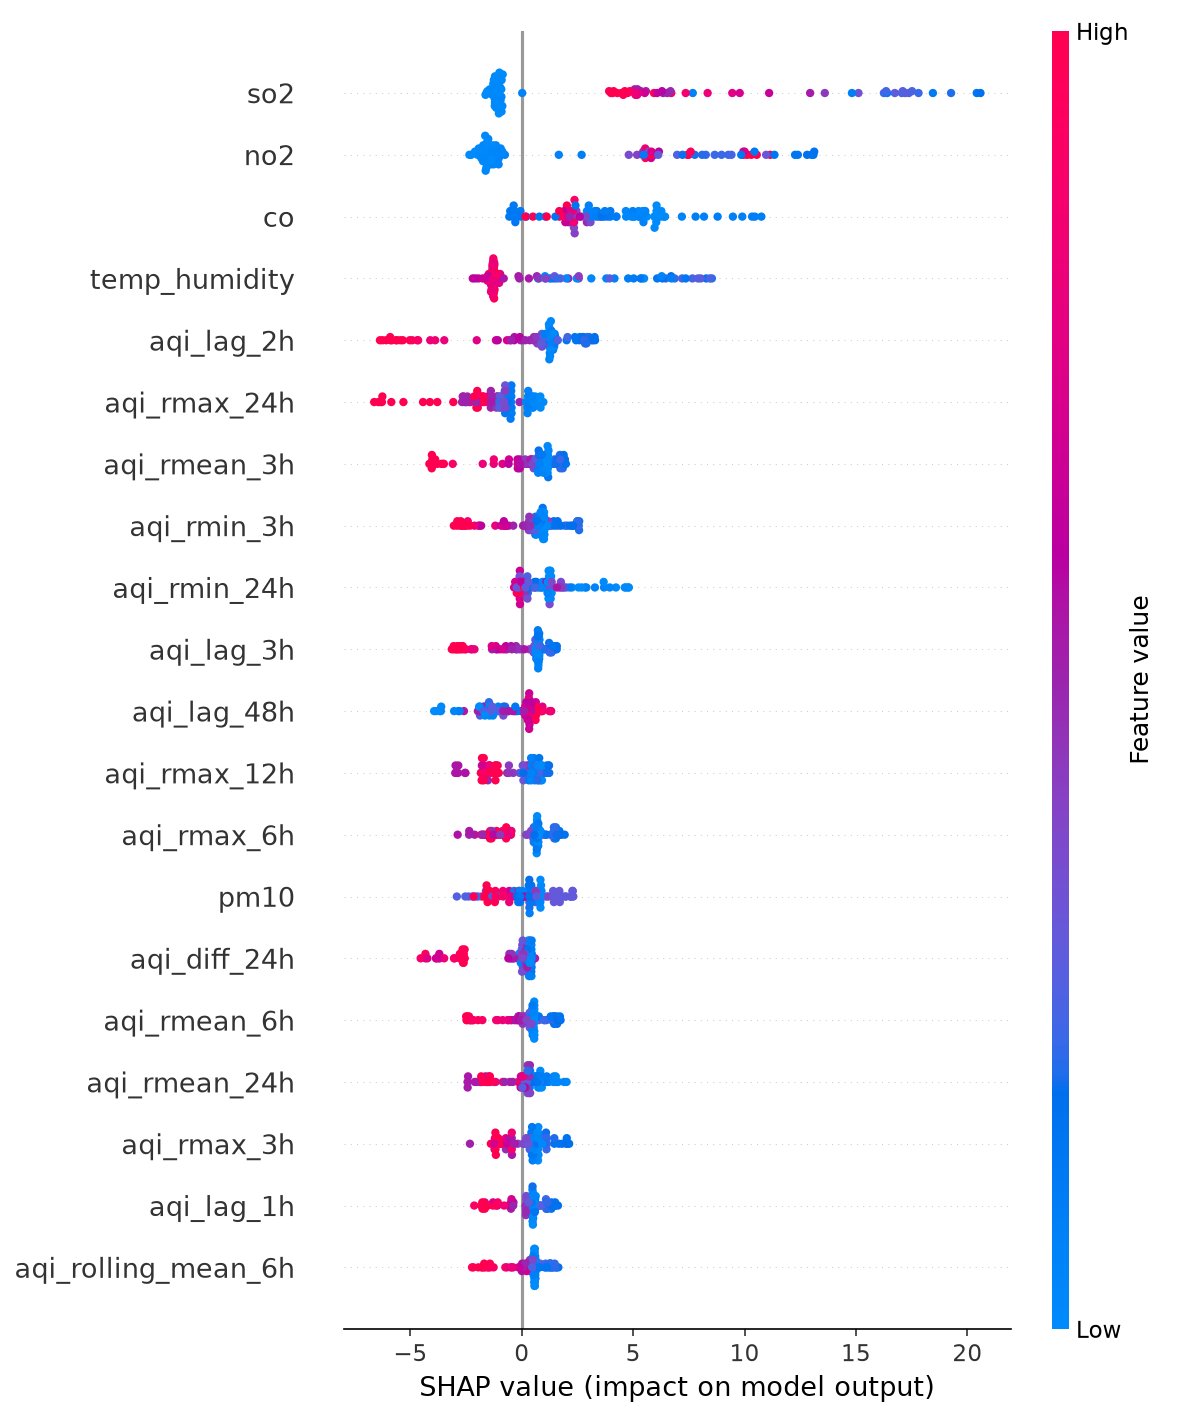 High
so2
no2
co
temp_humidity
aqi_lag_2h
aqi_rmax_24h
aqi_rmean_3h
aqi_rmin_3h
aqi_rmin_24h
aqi_lag_3h
aqi_lag_48h
aqi_rmax_12h
aqi_rmax_6h
pm10
aqi_diff_24h
aqi_rmean_6h
aqi_rmean_24h
aqi_rmax_3h
aqi_lag_1h
aqi_rolling_mean_6h
Feature value
Low
−5 0 5 10 15 20
SHAP value (impact on model output)